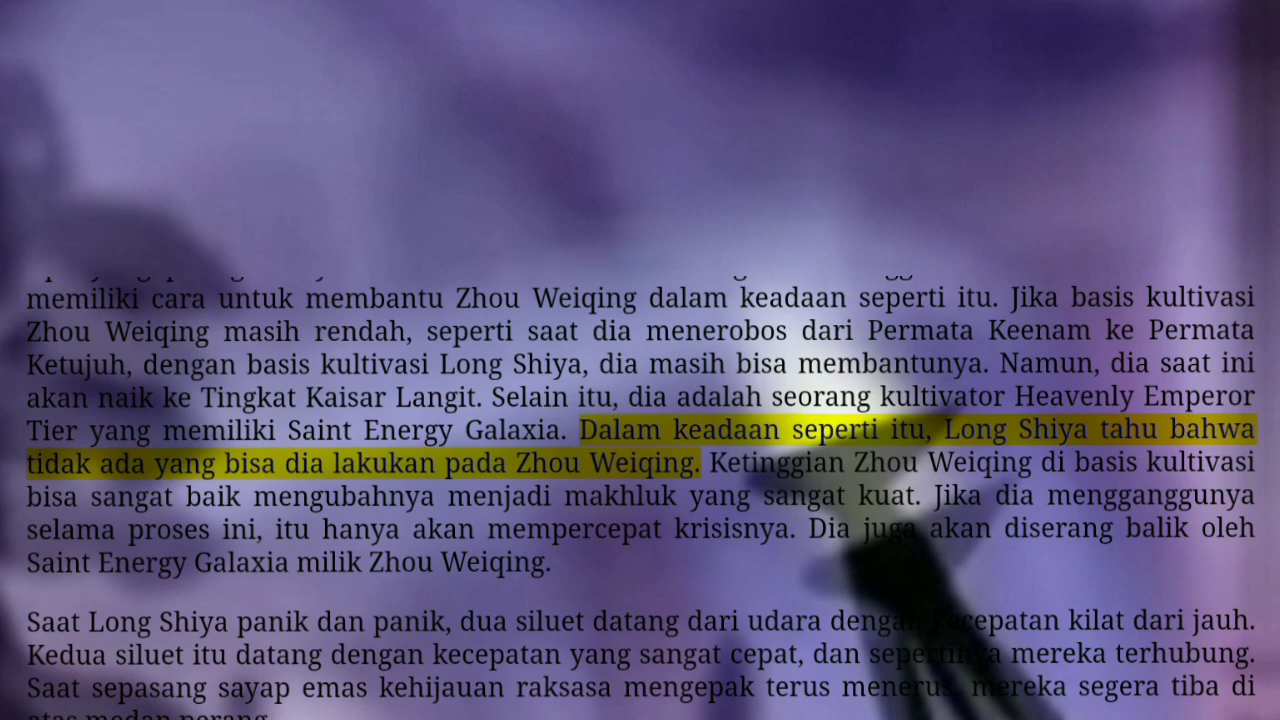 memiliki cara untuk membantu Zhou Weiqing dalam keadaan seperti itu. Jika basis kultivasi
Zhou Weiqing masih rendah, seperti saat dia menerobos dari Permata Keenam ke Permata
Ketujuh, dengan basis kultivasi Long Shiya, dia masih bisa membantunya. Namun, dia saat ini
akan naik ke Tingkat Kaisar Langit. Selain itu, dia adalah seorang kultivator Heavenly Emperor
Tier yang memiliki Saint Energy Galaxia. Dalam keadaan seperti itu, Long Shiya tahu bahwa
tidak ada yang bisa dia lakukan pada Zhou Weiqing. Ketinggian Zhou Weiqing di basis kultivasi
bisa sangat baik mengubahnya menjadi makhluk yang sangat kuat. Jika dia mengganggunya
selama proses ini, itu hanya akan mempercepat krisisnya. Dia juga akan diserang balik oleh
Saint Energy Galaxia milik Zhou Weiqing.
Saat Long Shiya panik dan panik, dua siluet datang dari udara dengan kecepatan kilat dari jauh.
Kedua siluet itu datang dengan kecepatan yang sangat cepat, dan sepertinya mereka terhubung.
Saat sepasang sayap emas kehijauan raksasa mengepak terus menerus, mereka segera tiba di
atas medan perang.